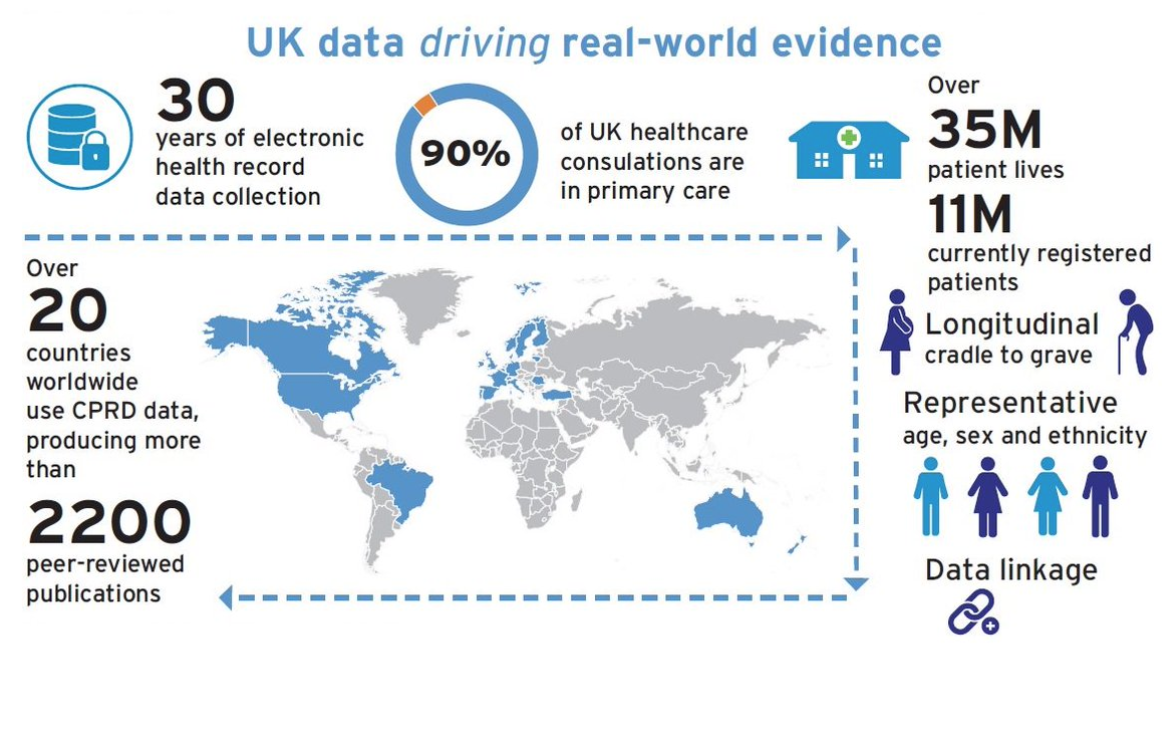 UK data driving real-world evidence
30
years of electronic
health record
data collection
90%
of UK healthcare
consulations are
in primary care
Over
35M
patient lives
11M
currently registered
patients
Longitudinal
cradle to grave
Representative
age, sex and ethnicity
Data linkage
Over
20
countries
worldwide
use CPRD data,
producing more
than
2200
peer-reviewed
publications